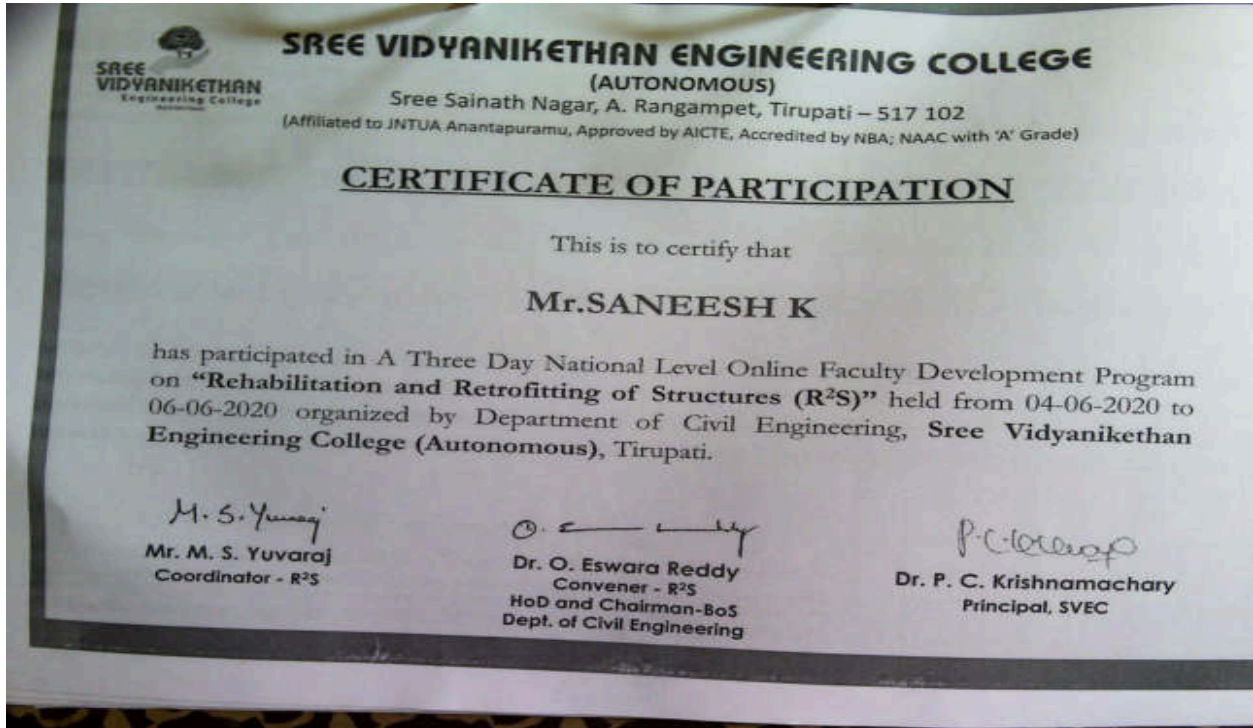 SREE
VIDYANIKETHAN
Engineering College
SREE VIDYANIKETHAN ENGINEERING COLLEGE
(AUTONOMOUS)
Sree Sainath Nagar, A. Rangampet, Tirupati – 517 102
(Affiliated to JNTUA Anantapuramu, Approved by AICTE, Accredited by NBA; NAAC with ‘A’ Grade)
CERTIFICATE OF PARTICIPATION
This is to certify that
Mr.SANEESH K
has participated in A Three Day National Level Online Faculty Development Program
on “Rehabilitation and Retrofitting of Structures (R²S)” held from 04-06-2020 to
06-06-2020 organized by Department of Civil Engineering, Sree Vidyanikethan
Engineering College (Autonomous), Tirupati.
M. S. Yuvaraj
Mr. M. S. Yuvaraj
Coordinator - R²S
Dr. O. Eswara Reddy
Convener - R²S
HoD and Chairman-BoS
Dept. of Civil Engineering
Dr. P. C. Krishnamachary
Principal, SVEC